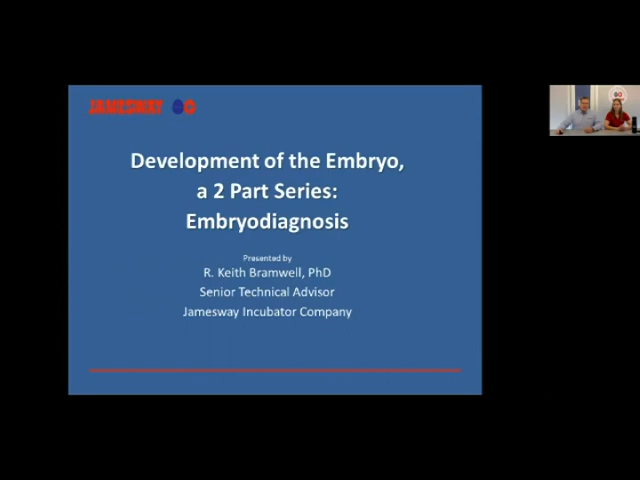 JAMESWAY
Development of the Embryo,
a 2 Part Series:
Embryodiagnosis
Presented by
R. Keith Bramwell, PhD
Senior Technical Advisor
Jamesway Incubator Company